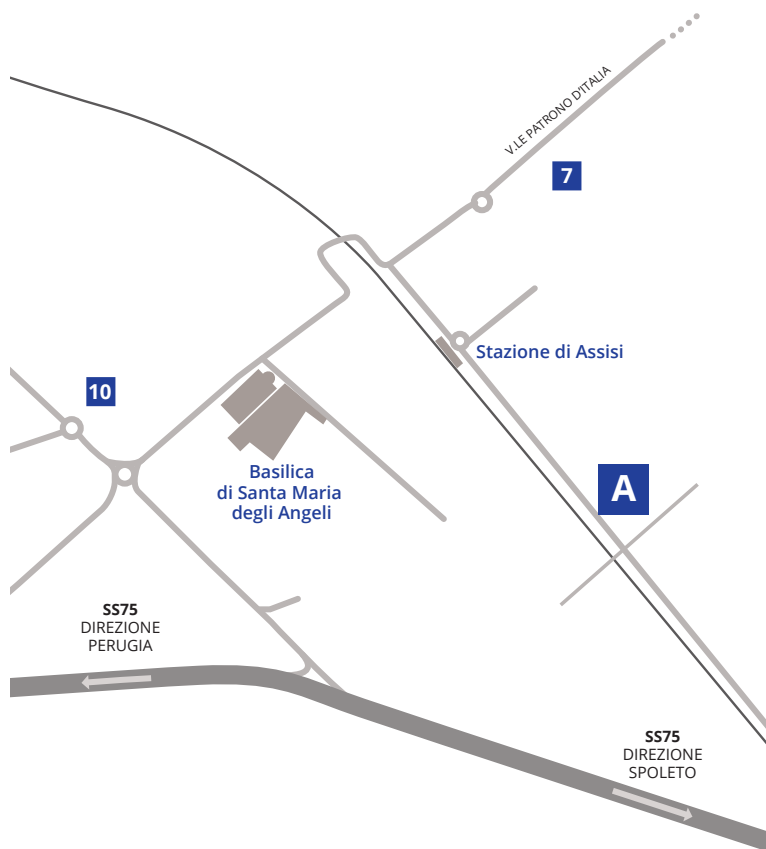 V.LE PATRONO D'ITALIA
7
Stazione di Assisi
10
Basilica
di Santa Maria
degli Angeli
A
SS75
DIREZIONE
PERUGIA
SS75
DIREZIONE
SPOLETO